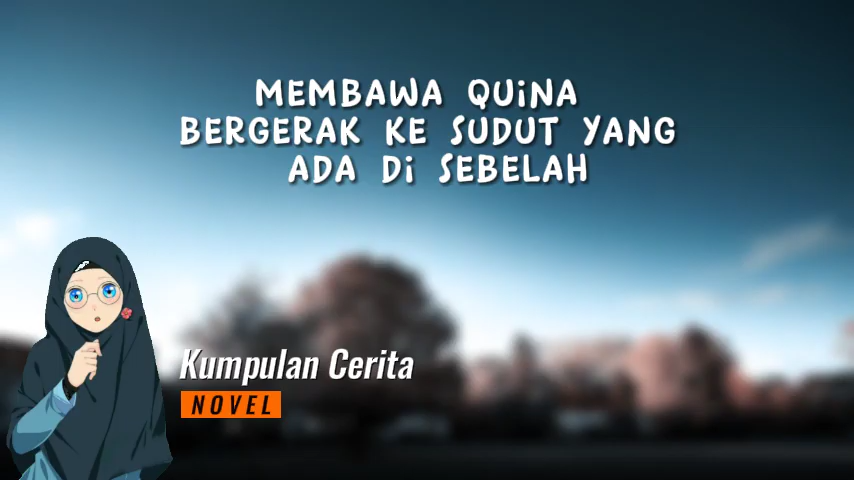 MEMBAWA QUiNA
BERGERAK KE SUDUT YANG
ADA Di SEBELAH
Kumpulan Cerita
NOVEL